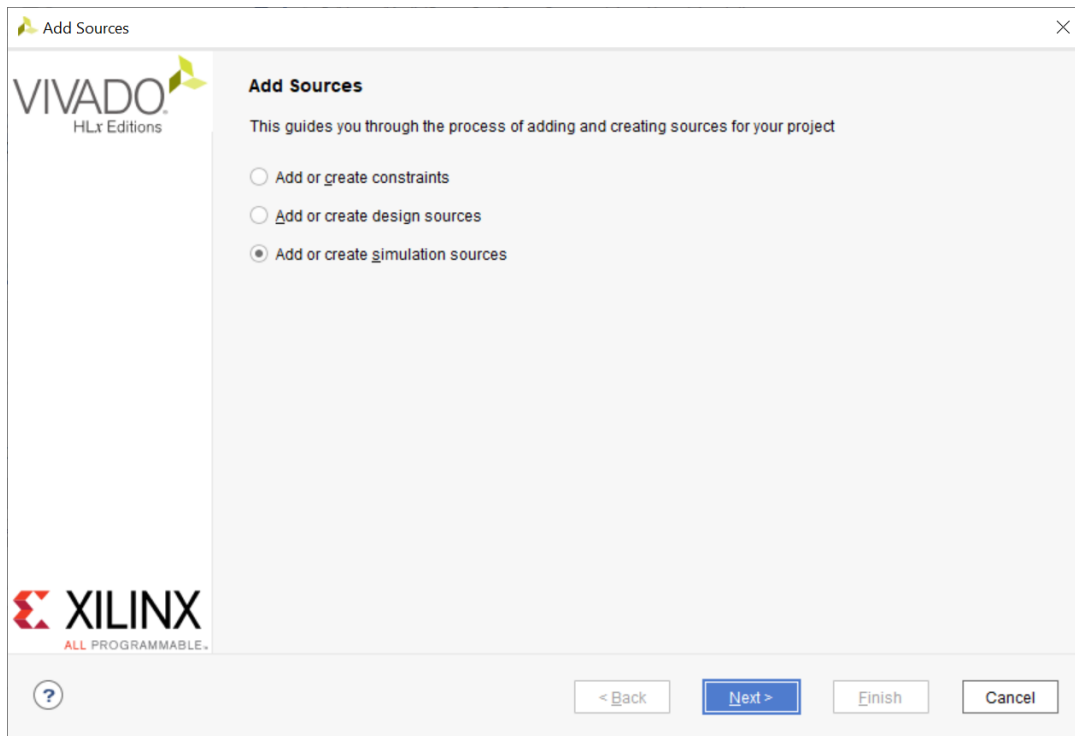 Add Sources
VIVADO
HLx Editions
Add Sources
This guides you through the process of adding and creating sources for your project
Add or create constraints
Add or create design sources
Add or create simulation sources
XILINX
ALL PROGRAMMABLE™
?
< Back
Next >
Finish
Cancel